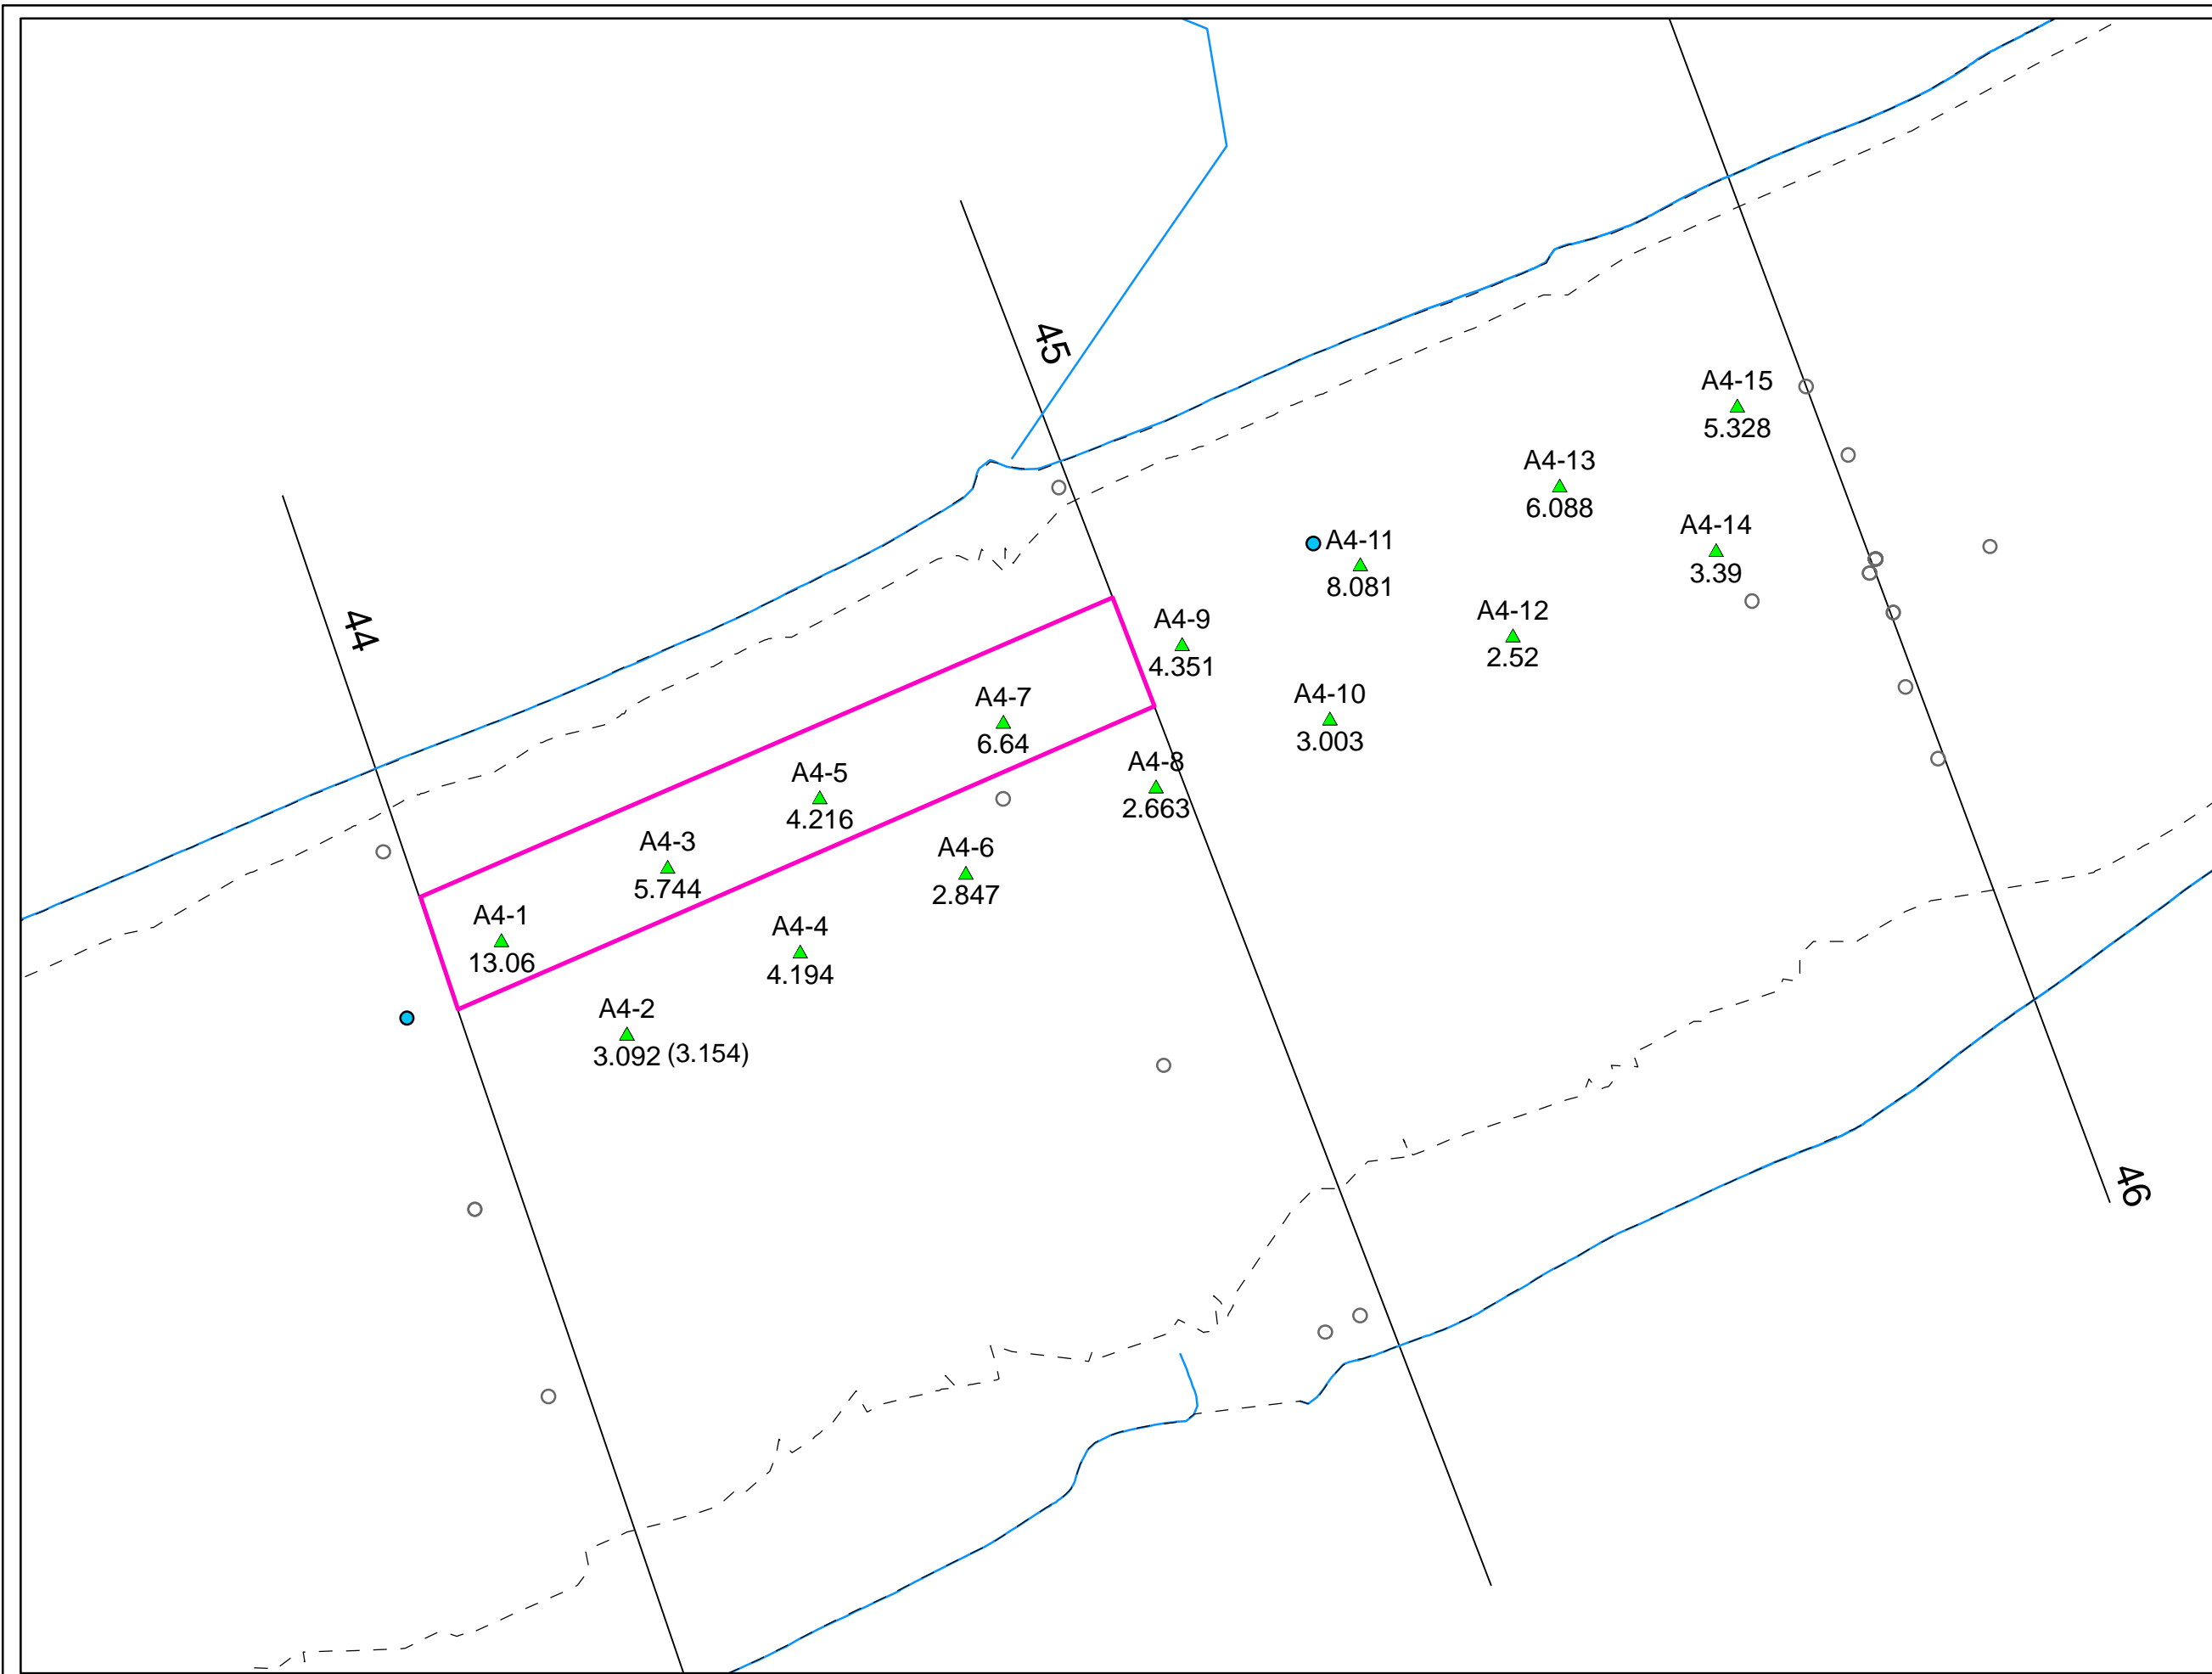 45
A4-15
5.328
A4-13
6.088
A4-14
3.39
A4-11
8.081
A4-12
2.52
44
A4-9
4.351
A4-7
6.64
A4-10
3.003
A4-8
2.663
A4-5
4.216
A4-3
5.744
A4-6
2.847
A4-1
13.06
A4-4
4.194
A4-2
3.092 (3.154)
46